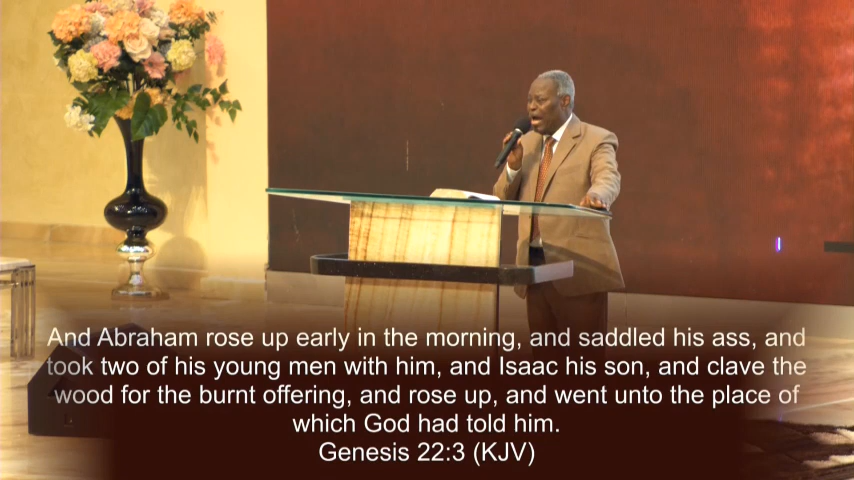 And Abraham rose up early in the morning, and saddled his ass, and
took two of his young men with him, and Isaac his son, and clave the
wood for the burnt offering, and rose up, and went unto the place of
which God had told him.
Genesis 22:3 (KJV)